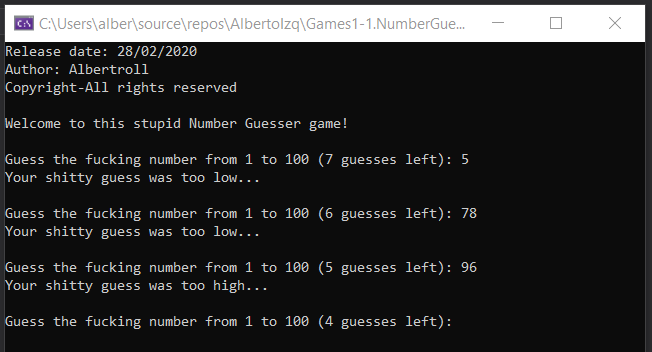 C:\Users\alber\source\repos\AlbertoIzq\Games1-1.NumberGue...
Release date: 28/02/2020
Author: Albertroll
Copyright-All rights reserved
Welcome to this stupid Number Guesser game!
Guess the fucking number from 1 to 100 (7 guesses left): 5
Your shitty guess was too low...
Guess the fucking number from 1 to 100 (6 guesses left): 78
Your shitty guess was too low...
Guess the fucking number from 1 to 100 (5 guesses left): 96
Your shitty guess was too high...
Guess the fucking number from 1 to 100 (4 guesses left):